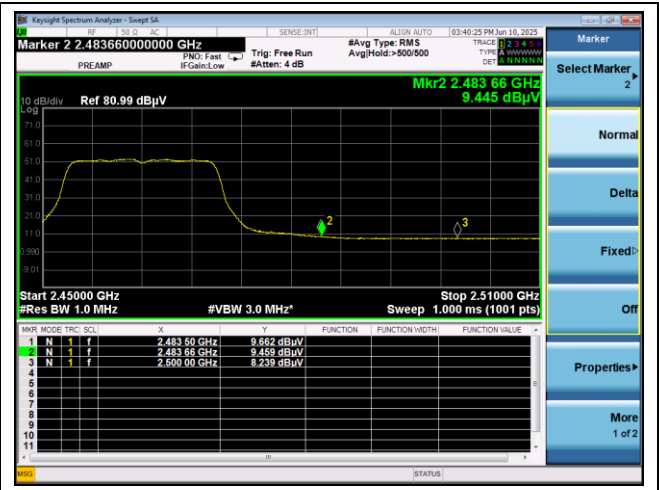 Keysight Spectrum Analyzer - Swept SA
RF 50 Ω AC SENSE:INT ALIGN AUTO 03:40:25 PM Jun 10, 2025
Marker 2 2.483660000000 GHz
PREAMP
PNO: Fast
IFGain:Low
Trig: Free Run
#Atten: 4 dB
#Avg Type: RMS
Avg|Hold:>500/500
TRACE 1 2 3 4 5 6
TYPE A WWWWW
DET A N N N N N
Mkr2 2.483 66 GHz
9.445 dBµV
10 dB/div Ref 80.99 dBµV
Log
71.0
61.0
51.0
41.0
31.0
21.0
11.0
0.990
-9.01
2
3
Start 2.45000 GHz Stop 2.51000 GHz
#Res BW 1.0 MHz #VBW 3.0 MHz* Sweep 1.000 ms (1001 pts)
MKR MODE TRC SCL X Y FUNCTION FUNCTION WIDTH FUNCTION VALUE
1 N 1 f 2.483 50 GHz 9.662 dBµV
2 N 1 f 2.483 66 GHz 9.459 dBµV
3 N 1 f 2.500 00 GHz 8.239 dBµV
4
5
6
7
8
9
10
11
MSG STATUS
Marker
Select Marker
2
Normal
Delta
Fixed
Off
Properties
More
1 of 2